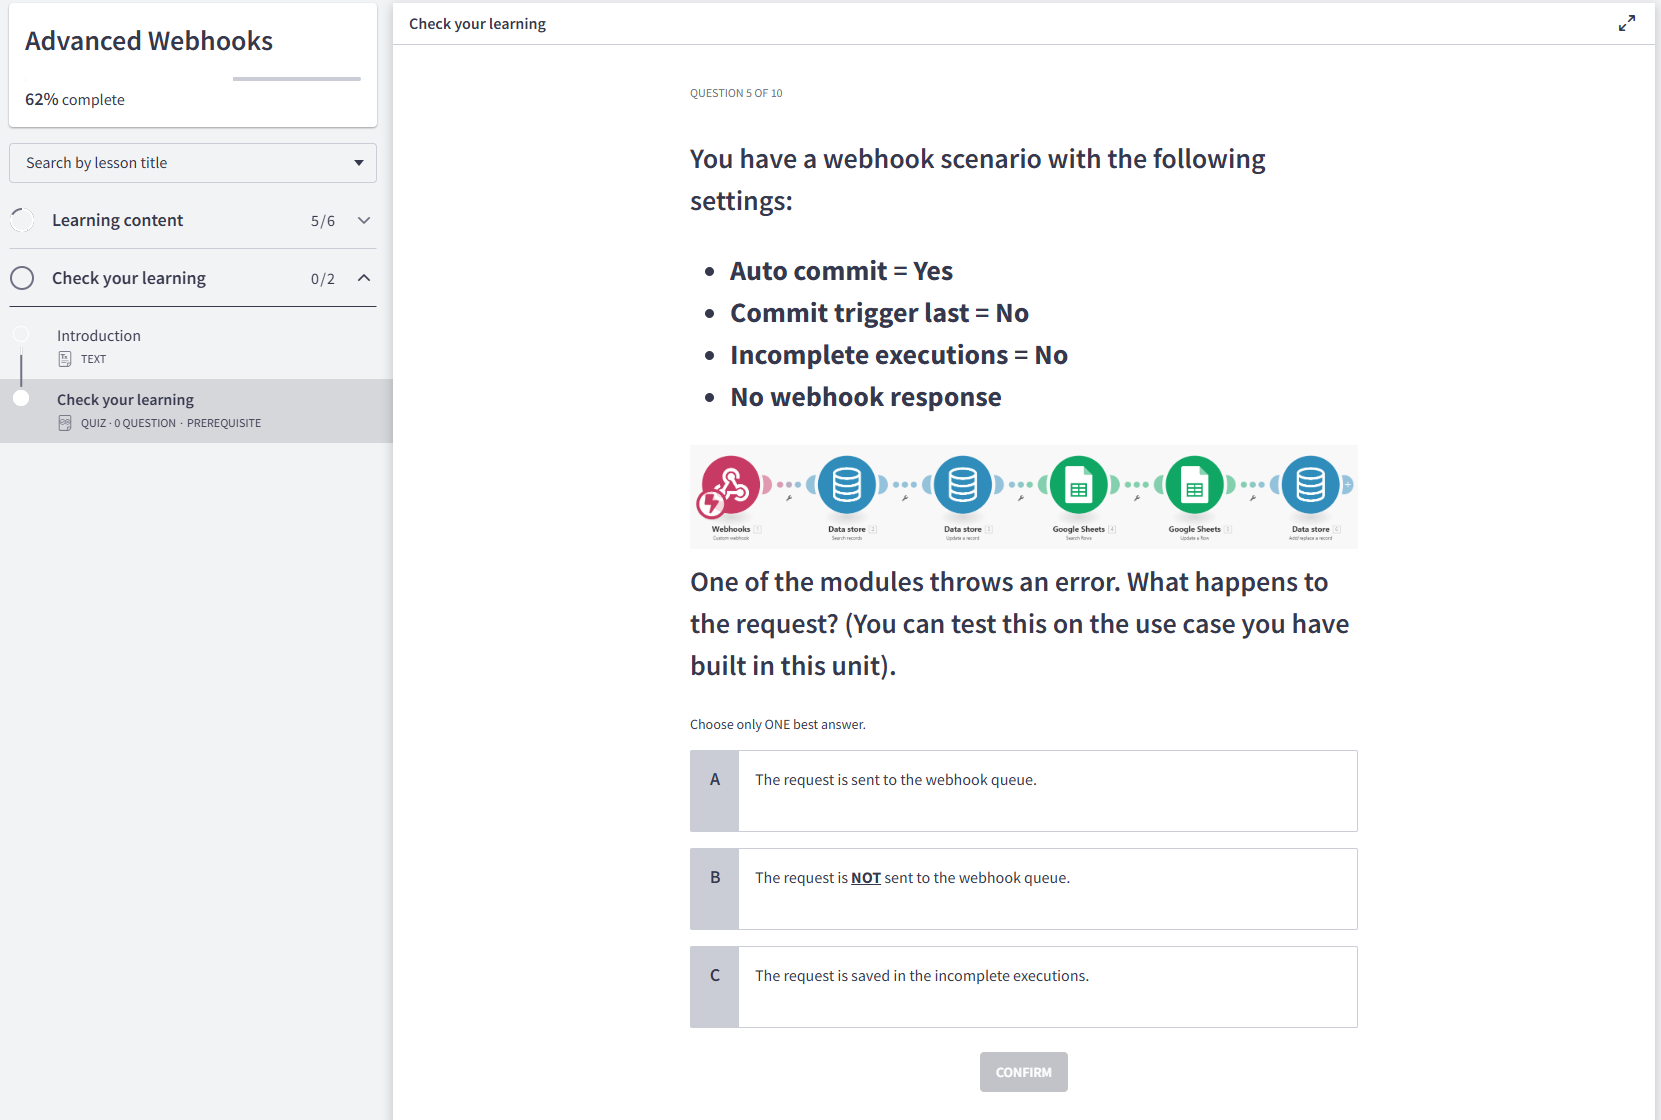 Advanced Webhooks
62% complete
Search by lesson title
Learning content 5/6
Check your learning 0/2
Introduction
TEXT
Check your learning
QUIZ · 0 QUESTION · PREREQUISITE
Check your learning
QUESTION 5 OF 10
You have a webhook scenario with the following
settings:
• Auto commit = Yes
• Commit trigger last = No
• Incomplete executions = No
• No webhook response
Webhooks Data store Data store Google Sheets Google Sheets Data store
Custom webhook Search records Update a record Search Rows Update a Row Add/replace a record
One of the modules throws an error. What happens to
the request? (You can test this on the use case you have
built in this unit).
Choose only ONE best answer.
A The request is sent to the webhook queue.
B The request is NOT sent to the webhook queue.
C The request is saved in the incomplete executions.
CONFIRM